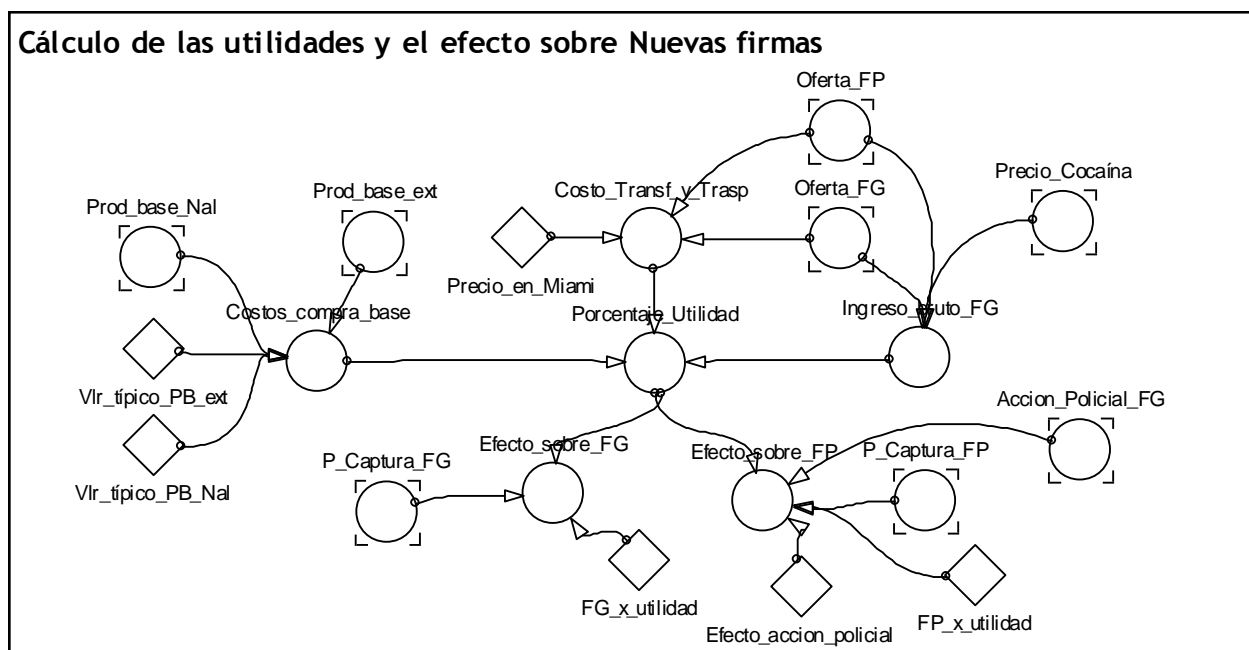 Cálculo de las utilidades y el efecto sobre Nuevas firmas
Oferta_FP
Prod_base_Nal
Prod_base_ext
Costo_Transf_y_Trasp
Oferta_FG
Precio_Cocaína
Precio_en_Miami
Costos_compra_base
Porcentaje_Utilidad
Ingreso_bruto_FG
Vlr_típico_PB_ext
Vlr_típico_PB_Nal
P_Captura_FG
Efecto_sobre_FG
Efecto_sobre_FP
P_Captura_FP
Accion_Policial_FG
FG_x_utilidad
Efecto_accion_policial
FP_x_utilidad